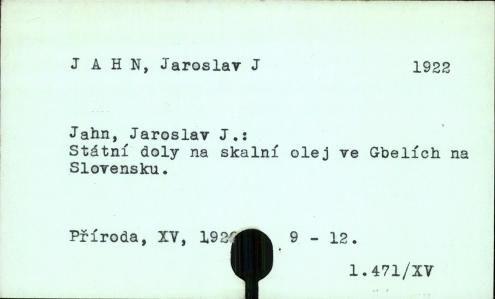 J A H N, Jaroslav J 1922
Jahn, Jaroslav J.:
Státní doly na skalní olej ve Gbelích na
Slovensku.
Příroda, XV, 9 - 12.
1.471/XV